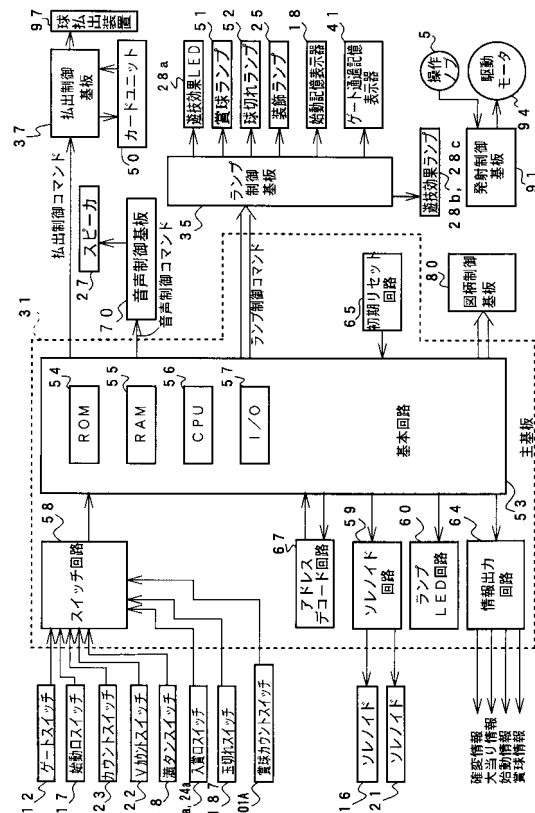 31
12
ゲートスイッチ
17
始動口スイッチ
23
カウントスイッチ
22
Vカウントスイッチ
8
満タンスイッチ
a, 24a
入賞口スイッチ
187
玉切れスイッチ
01A
賞球カウントスイッチ
16
ソレノイド
21
ソレノイド
確変情報
大当り情報
始動情報
賞球情報
58
スイッチ回路
67
アドレス
デコード回路
59
ソレノイド
回路
60
ランプ
LED回路
64
情報出力
回路
54
ROM
55
RAM
56
CPU
57
I/O
基本回路
53
主基板
65
初期リセット回路
80
図柄制御
基板
払出制御コマンド
37
払出制御
基板
97
球払出装置
50
カードユニット
27
スピーカ
70
音声制御基板
音声制御コマンド
ランプ制御コマンド
35
ランプ制御
基板
28a
遊技効果LED
51
賞球ランプ
52
球切れランプ
25
装飾ランプ
18
始動記憶表示器
41
ゲート通過記憶
表示器
遊技効果ランプ
28b, 28c
91
発射制御
基板
5
操作
ノブ
94
駆動
モータ